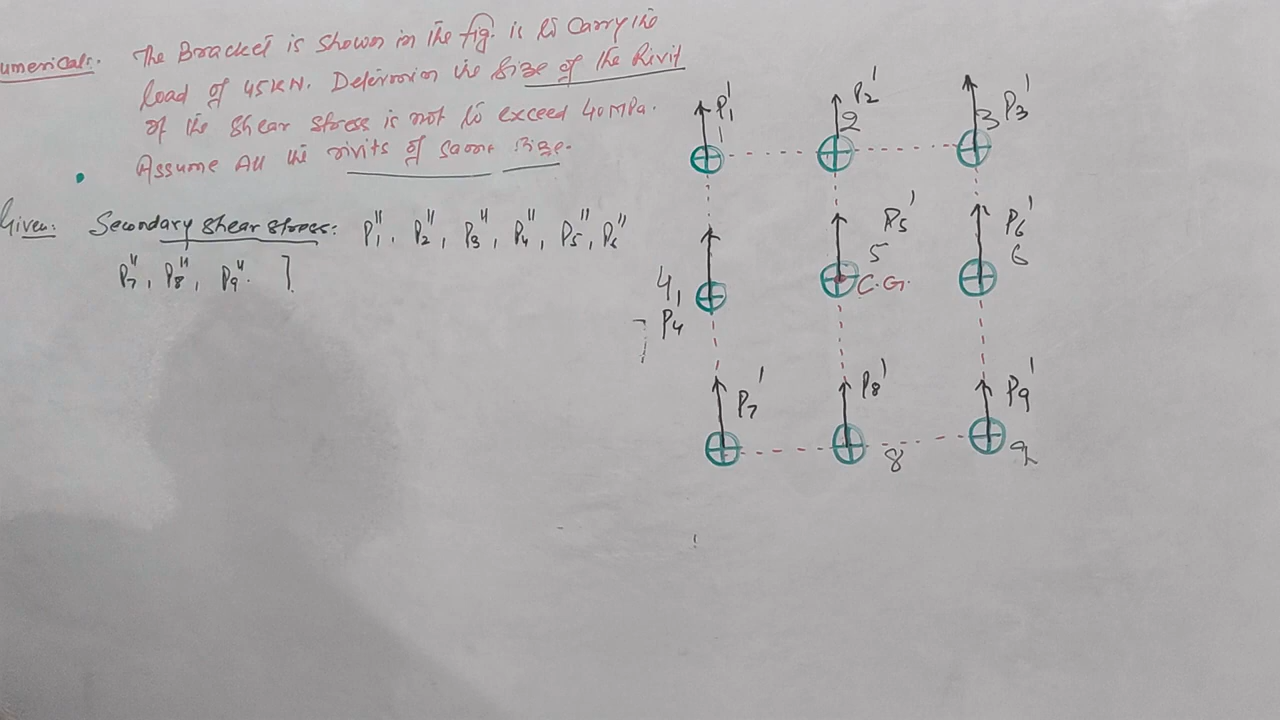 umericals:. The Bracket is Shown in the fig. is to Carry the
load of 45KN. Determion the Size of the Rivit
of the Shear Stress is not to exceed 40MPa.
Assume All the rivits of same size.
Given: Secondary Shear Stress: P1'', P2'', P3'', P4'', P5'', P6''
P7'', P8'', P9''. ]
P1' P2' P3'
1 2 3
P5' P6'
4, 5 6
P4 C.G.
P7' P8' P9'
8 9